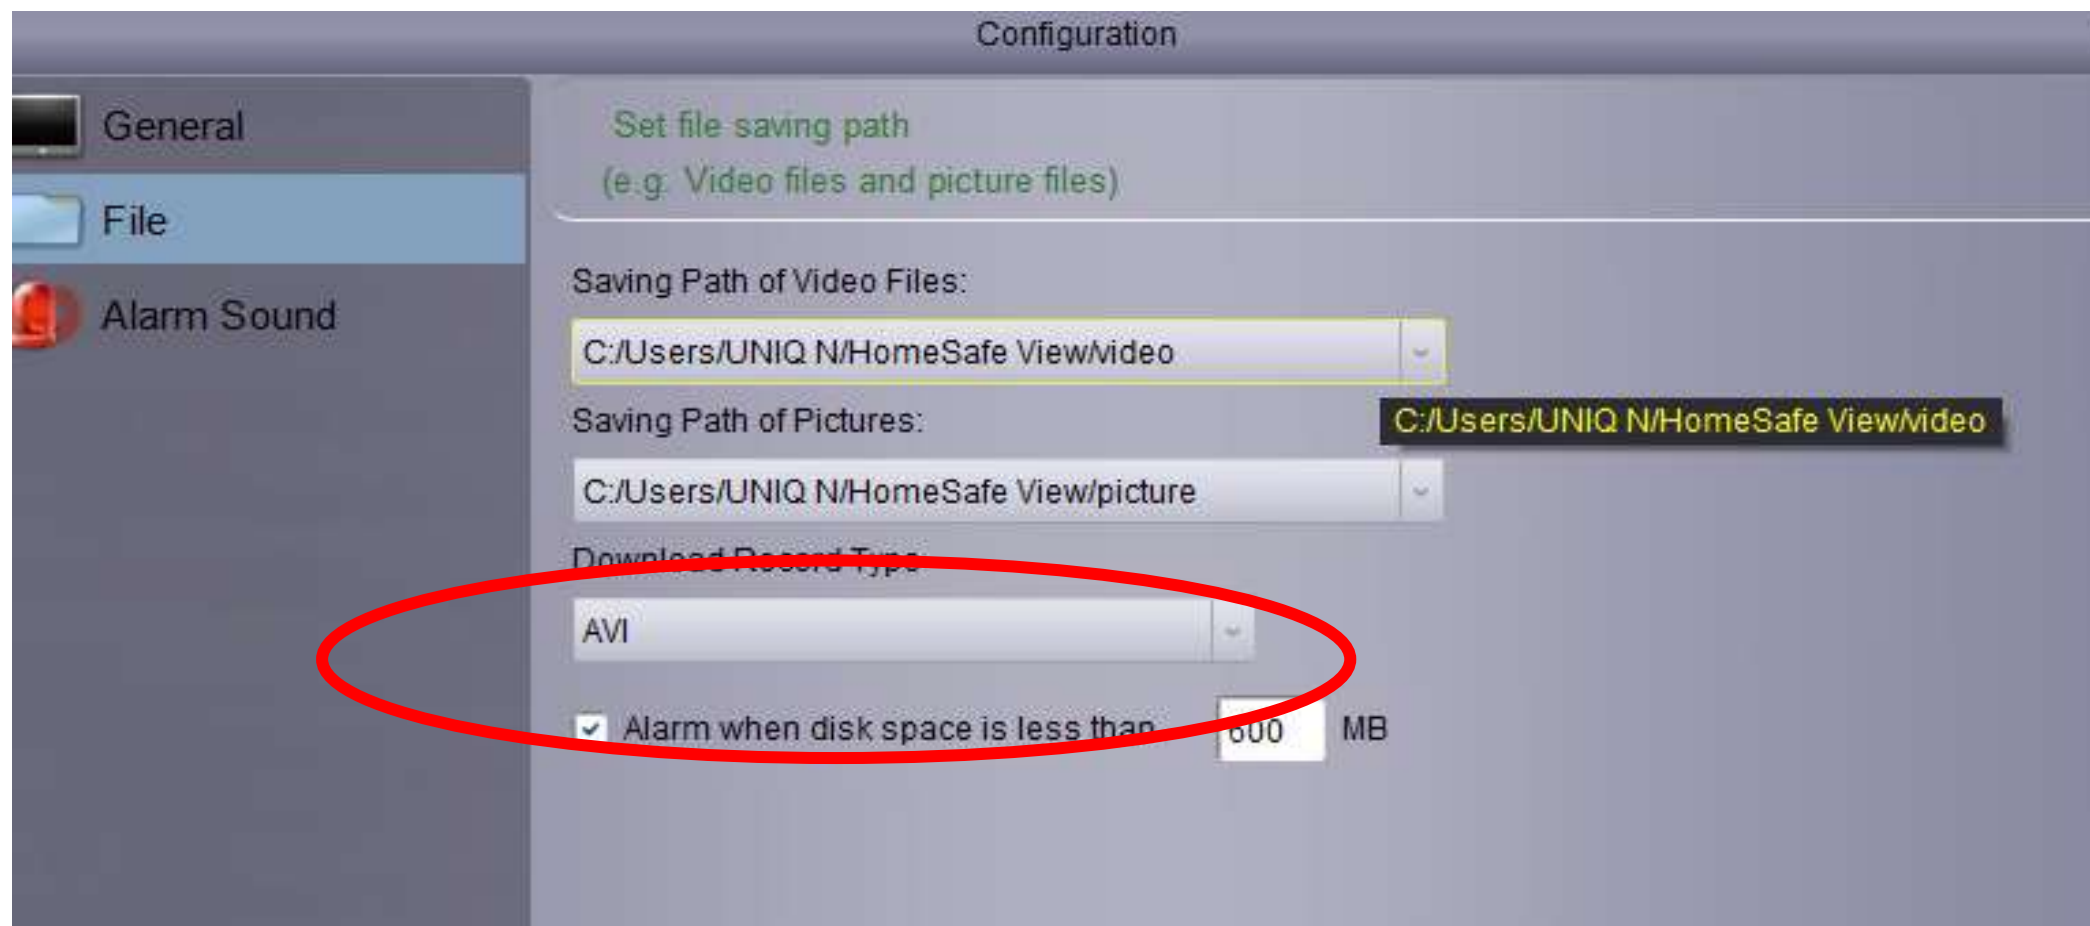 Configuration
General
File
Alarm Sound
Set file saving path
(e.g. Video files and picture files)
Saving Path of Video Files:
C:/Users/UNIQ N/HomeSafe View/video
Saving Path of Pictures:
C:/Users/UNIQ N/HomeSafe View/video
C:/Users/UNIQ N/HomeSafe View/picture
Download Record Type
AVI
Alarm when disk space is less than
600
MB